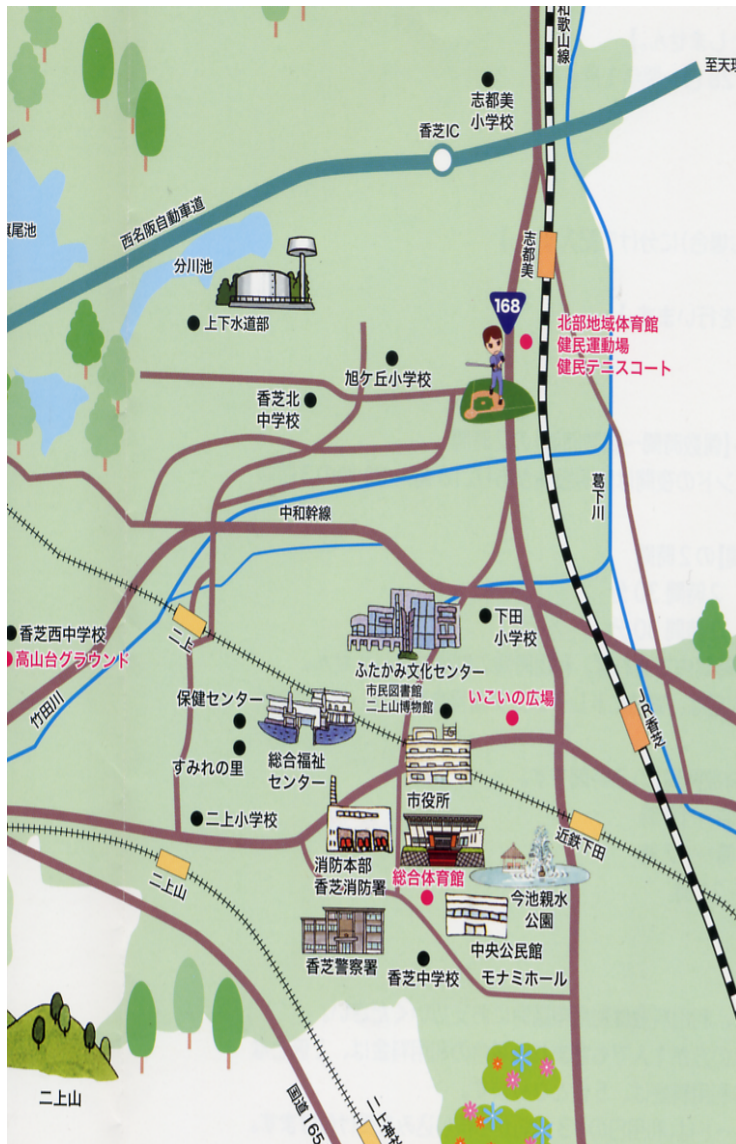 和歌山線
至天理
志都美
小学校
香芝IC
西名阪自動車道
旗尾池
分川池
志都美
上下水道部
168
北部地域体育館
健民運動場
健民テニスコート
旭ケ丘小学校
香芝北
中学校
葛下川
中和幹線
香芝西中学校
高山台グラウンド
二上
下田
小学校
ふたかみ文化センター
市民図書館
二上山博物館
いこいの広場
竹田川
保健センター
すみれの里
総合福祉
センター
JR香芝
市役所
二上小学校
近鉄下田
二上山
消防本部
香芝消防署
総合体育館
今池親水
公園
中央公民館
モナミホール
香芝警察署
香芝中学校
二上山
国道165
二上神社